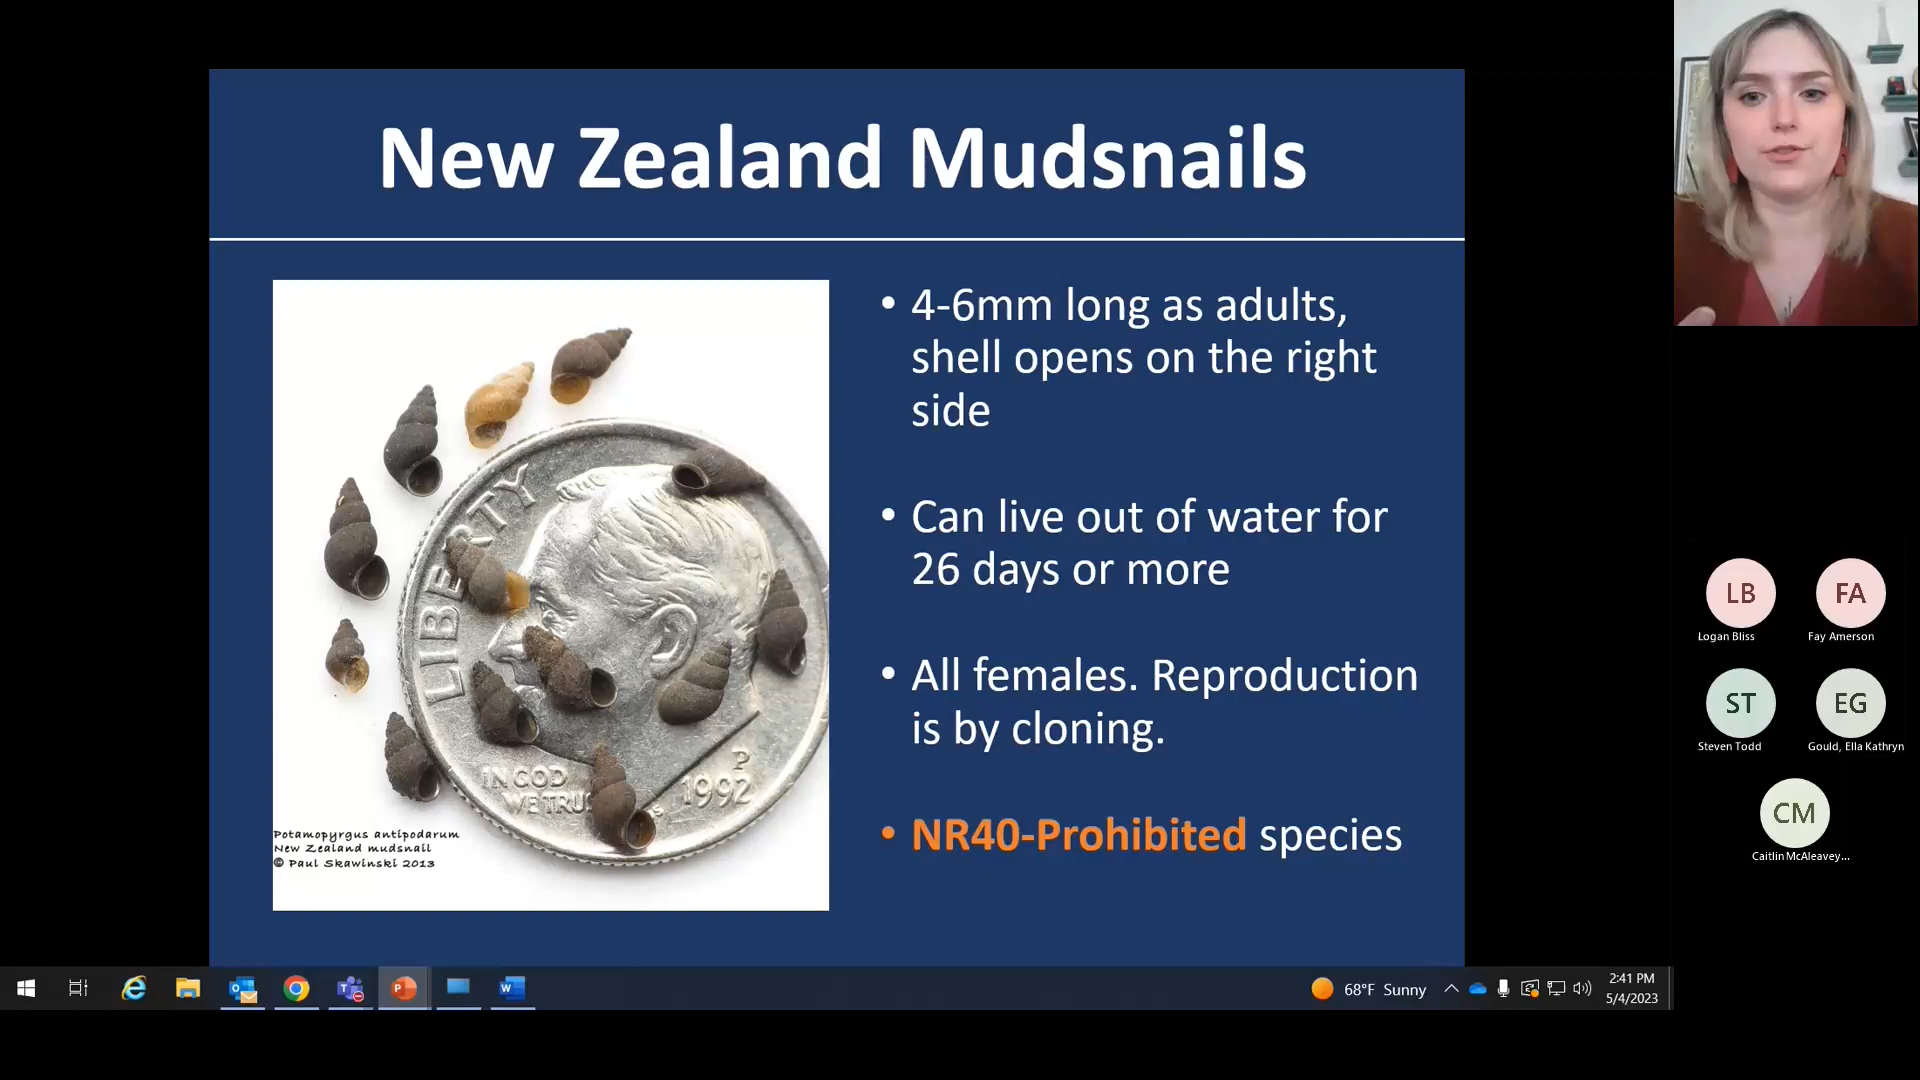 New Zealand Mudsnails
• 4-6mm long as adults,
shell opens on the right
side
• Can live out of water for
26 days or more
• All females. Reproduction
is by cloning.
• NR40-Prohibited species
LIBERTY
IN GOD
WE TRU
P
1992
Potamopyrgus antipodarum
New Zealand mudsnail
© Paul Skawinski 2013
LB
FA
Logan Bliss
Fay Amerson
ST
EG
Steven Todd
Gould, Ella Kathryn
CM
Caitlin McAleavey...
68°F Sunny
2:41 PM
5/4/2023